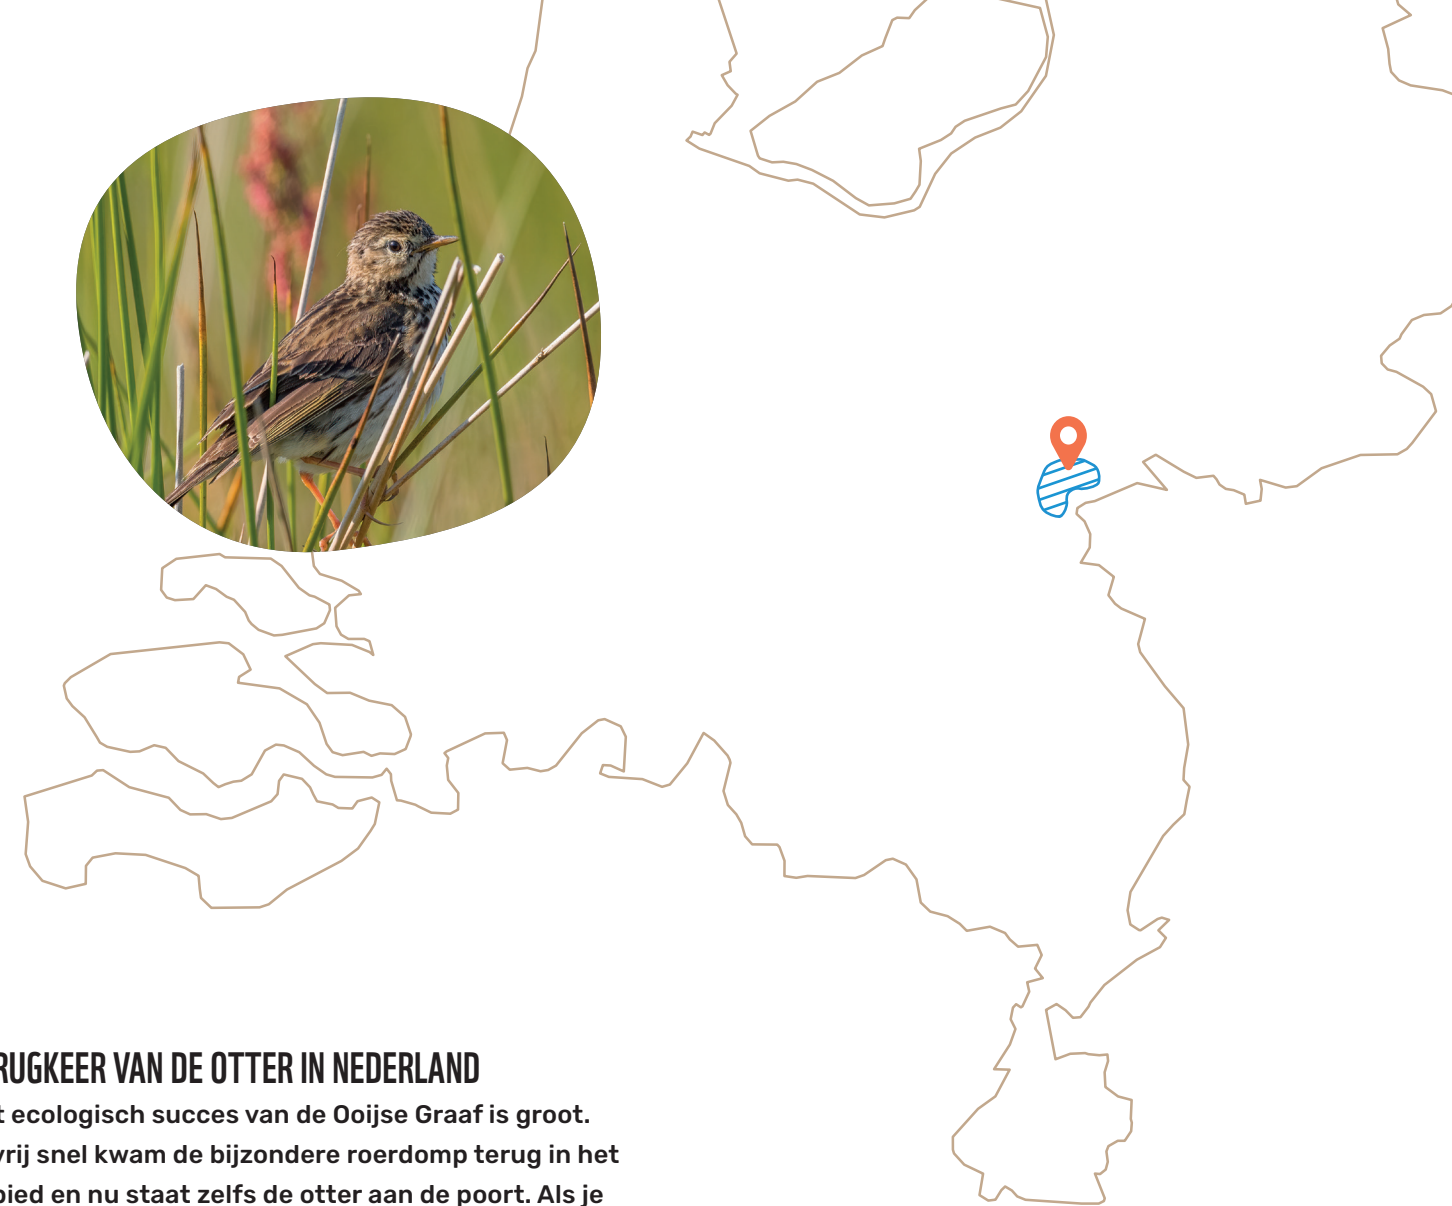 RUGKEER VAN DE OTTER IN NEDERLAND
t ecologisch succes van de Ooijse Graaf is groot.
vrij snel kwam de bijzondere roerdomp terug in het
bied en nu staat zelfs de otter aan de poort. Als je